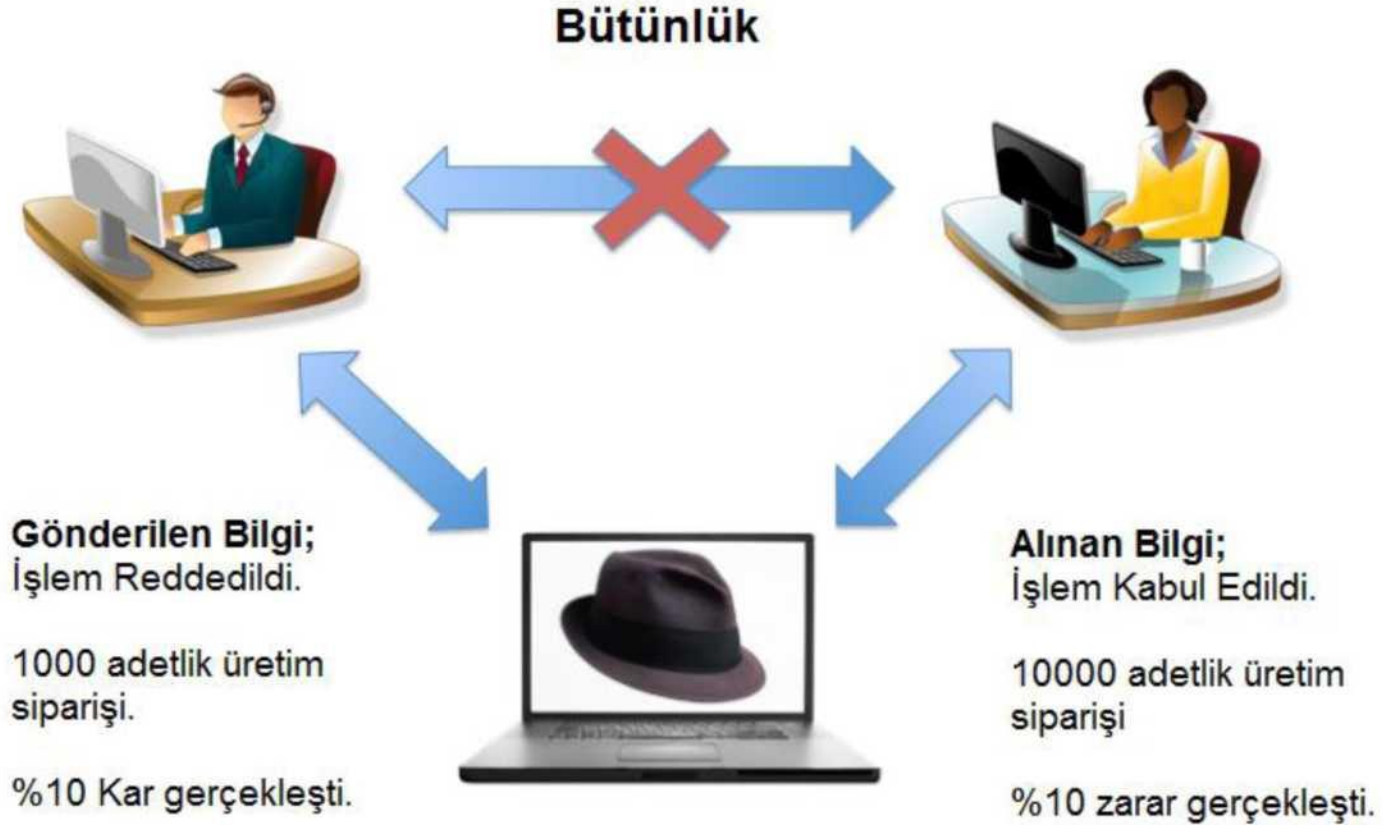 Bütünlük
Gönderilen Bilgi;
İşlem Reddedildi.
1000 adetlik üretim
siparişi.
%10 Kar gerçekleşti.
Alınan Bilgi;
İşlem Kabul Edildi.
10000 adetlik üretim
siparişi
%10 zarar gerçekleşti.